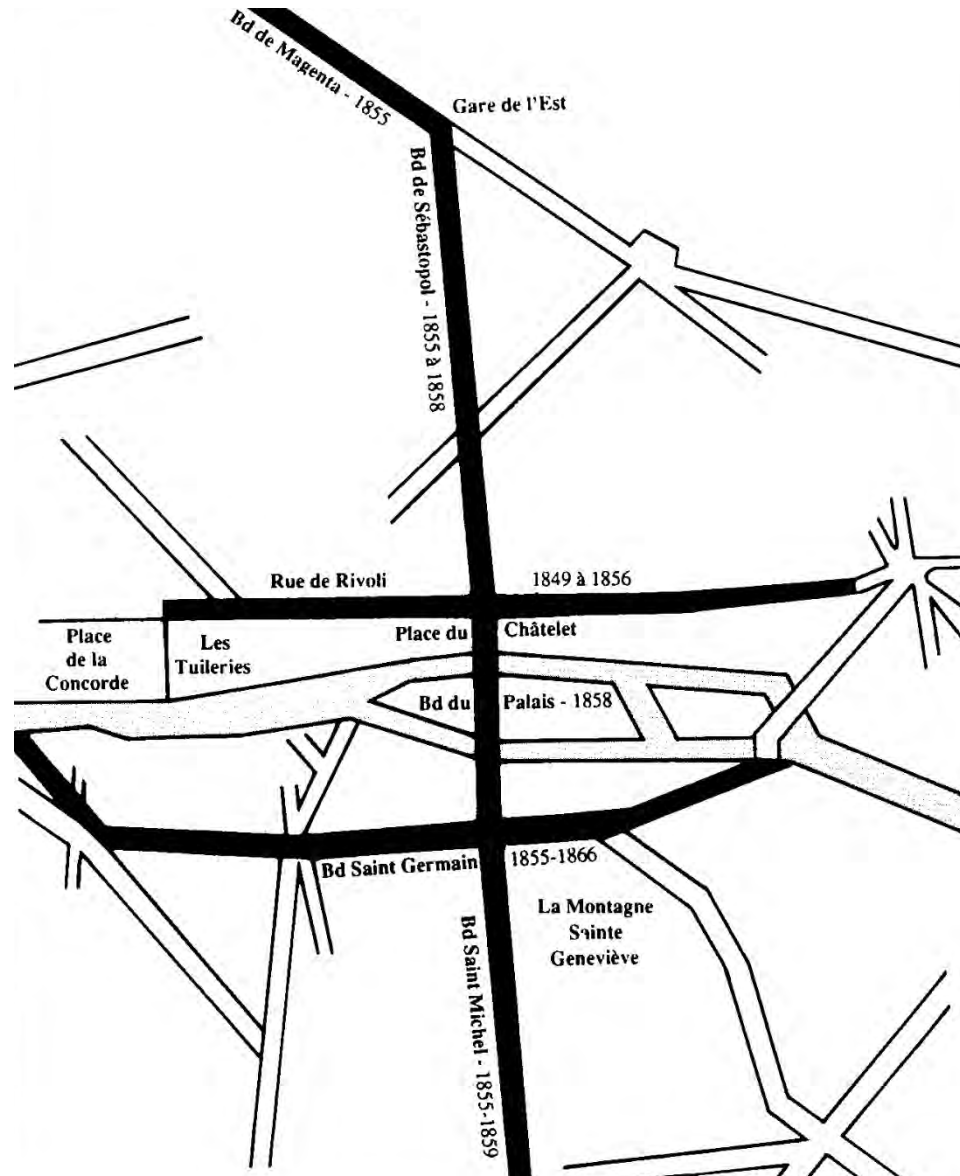 Bd de Magenta - 1855
Gare de l'Est
Bd de Sébastopol - 1855 à 1858
Rue de Rivoli
1849 à 1856
Place
de la
Concorde
Les
Tuileries
Place du Châtelet
Bd du Palais - 1858
Bd Saint Germain 1855-1866
La Montagne
Sainte
Geneviève
Bd Saint Michel - 1855-1859